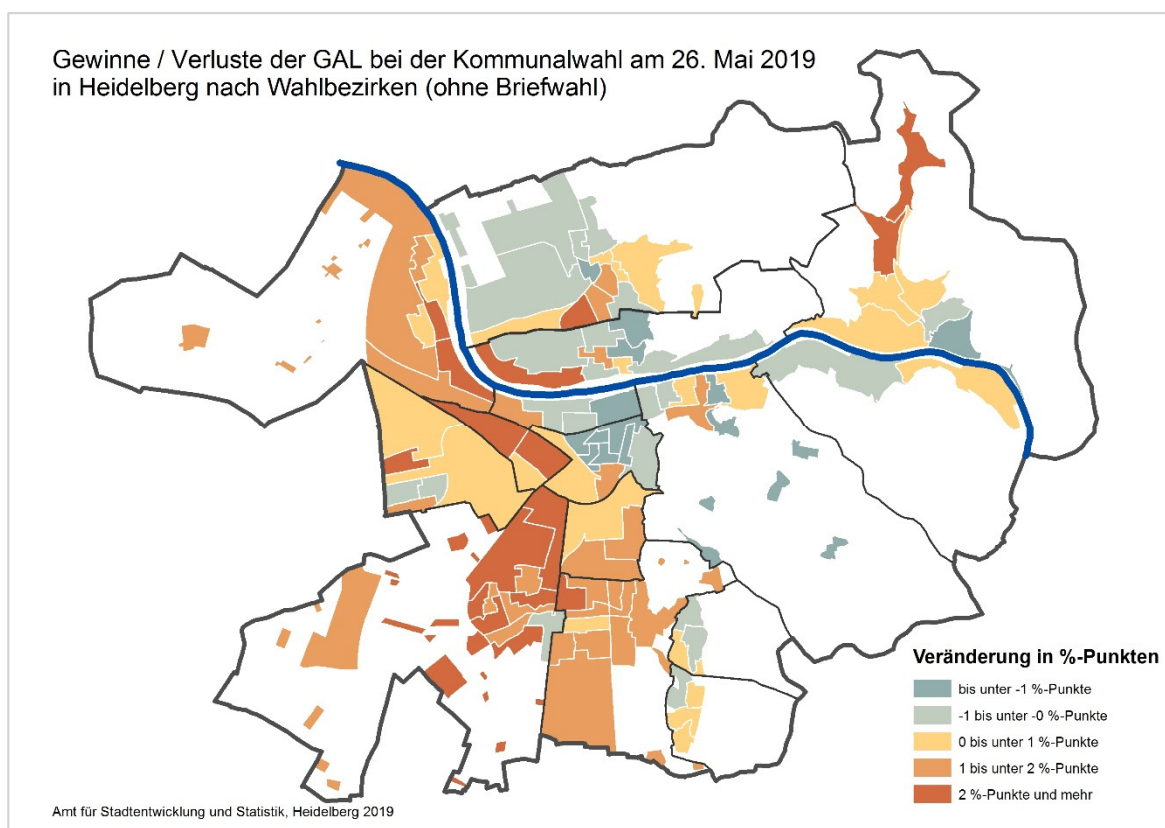 Gewinne / Verluste der GAL bei der Kommunalwahl am 26. Mai 2019
in Heidelberg nach Wahlbezirken (ohne Briefwahl)
Veränderung in %-Punkten
bis unter -1 %-Punkte
-1 bis unter -0 %-Punkte
0 bis unter 1 %-Punkte
1 bis unter 2 %-Punkte
2 %-Punkte und mehr
Amt für Stadtentwicklung und Statistik, Heidelberg 2019